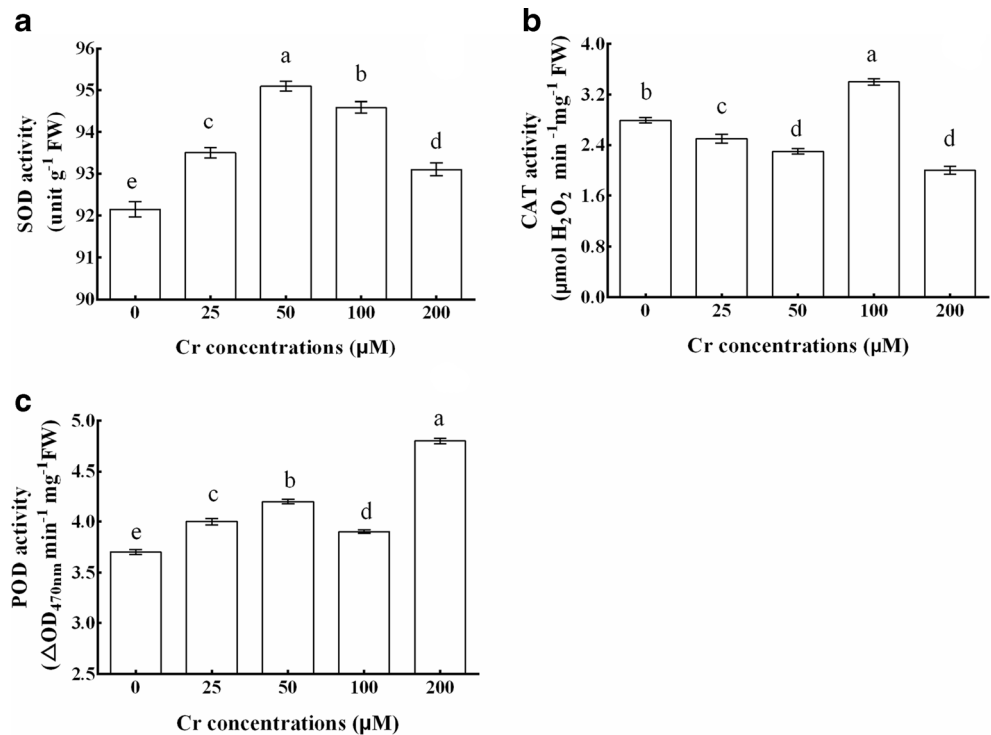 a
SOD activity
(unit g⁻¹ FW)
96
95
94
93
92
91
90
e
c
a
b
d
0 25 50 100 200
Cr concentrations (μM)
b
CAT activity
(μmol H₂O₂ min⁻¹mg⁻¹ FW)
4.0
3.2
2.4
1.6
0.8
0.0
b
c
d
a
d
0 25 50 100 200
Cr concentrations (μM)
c
POD activity
(△OD₄₇₀ₙₘ min⁻¹ mg⁻¹FW)
5.0
4.5
4.0
3.5
3.0
2.5
e
c
b
d
a
0 25 50 100 200
Cr concentrations (μM)